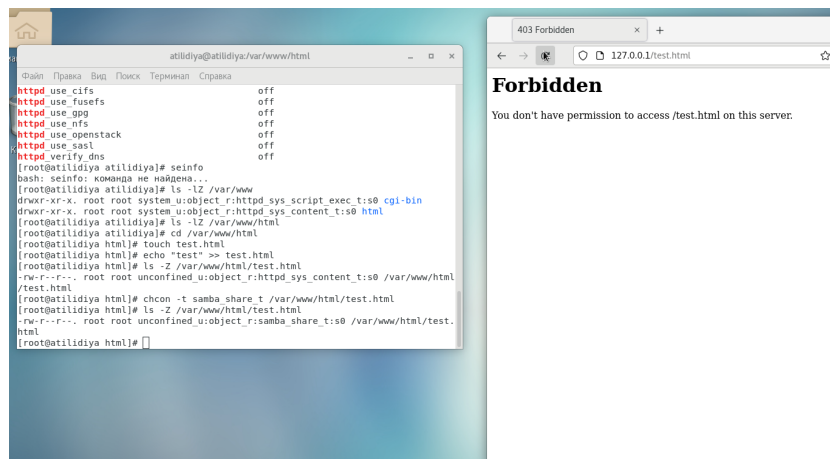 atilidiya@atilidiya:/var/www/html
Файл Правка Вид Поиск Терминал Справка
httpd_use_cifs off
httpd_use_fusefs off
httpd_use_gpg off
httpd_use_nfs off
httpd_use_openstack off
httpd_use_sasl off
httpd_verify_dns off
[root@atilidiya atilidiya]# seinfo
bash: seinfo: команда не найдена...
[root@atilidiya atilidiya]# ls -lZ /var/www
drwxr-xr-x. root root system_u:object_r:httpd_sys_script_exec_t:s0 cgi-bin
drwxr-xr-x. root root system_u:object_r:httpd_sys_content_t:s0 html
[root@atilidiya atilidiya]# ls -lZ /var/www/html
[root@atilidiya atilidiya]# cd /var/www/html
[root@atilidiya html]# touch test.html
[root@atilidiya html]# echo "test" >> test.html
[root@atilidiya html]# ls -Z /var/www/html/test.html
-rw-r--r--. root root unconfined_u:object_r:httpd_sys_content_t:s0 /var/www/html
/test.html
[root@atilidiya html]# chcon -t samba_share_t /var/www/html/test.html
[root@atilidiya html]# ls -Z /var/www/html/test.html
-rw-r--r--. root root unconfined_u:object_r:samba_share_t:s0 /var/www/html/test.
html
[root@atilidiya html]#
403 Forbidden
127.0.0.1/test.html
Forbidden
You don't have permission to access /test.html on this server.